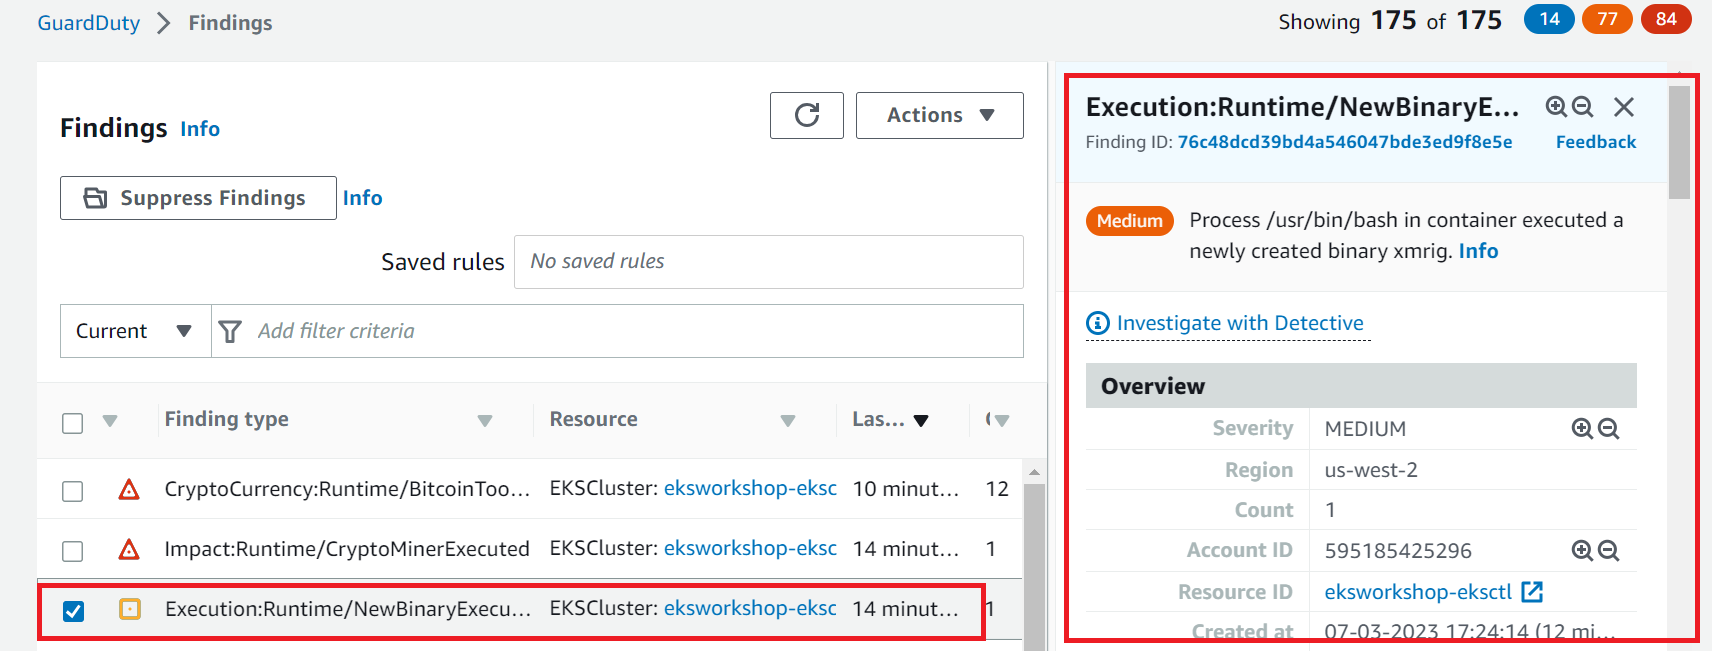 GuardDuty > Findings
Showing 175 of 175 14 77 84
Findings Info
Actions
Suppress Findings Info
Saved rules No saved rules
Current Add filter criteria
Finding type Resource Las...
CryptoCurrency:Runtime/BitcoinToo... EKSCluster: eksworkshop-eksc 10 minut... 12
Impact:Runtime/CryptoMinerExecuted EKSCluster: eksworkshop-eksc 14 minut... 1
Execution:Runtime/NewBinaryExecu... EKSCluster: eksworkshop-eksc 14 minut... 1
Execution:Runtime/NewBinaryE...
Finding ID: 76c48dcd39bd4a546047bde3ed9f8e5e Feedback
Medium Process /usr/bin/bash in container executed a
newly created binary xmrig. Info
Investigate with Detective
Overview
Severity MEDIUM
Region us-west-2
Count 1
Account ID 595185425296
Resource ID eksworkshop-eksctl
Created at 07-03-2023 17:24:14 (12 mi...